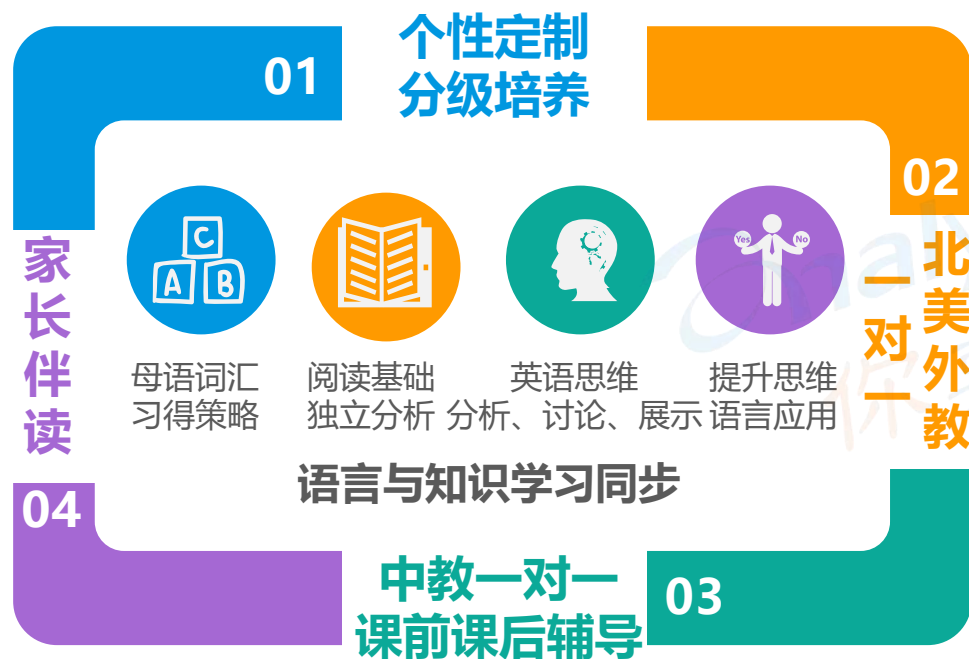 01
个性定制
分级培养
02
北美外教
一对一
C
A B
Yes No
母语词汇
习得策略
阅读基础
独立分析
英语思维
分析、讨论、展示
提升思维
语言应用
语言与知识学习同步
03
中教一对一
课前课后辅导
04
家长伴读